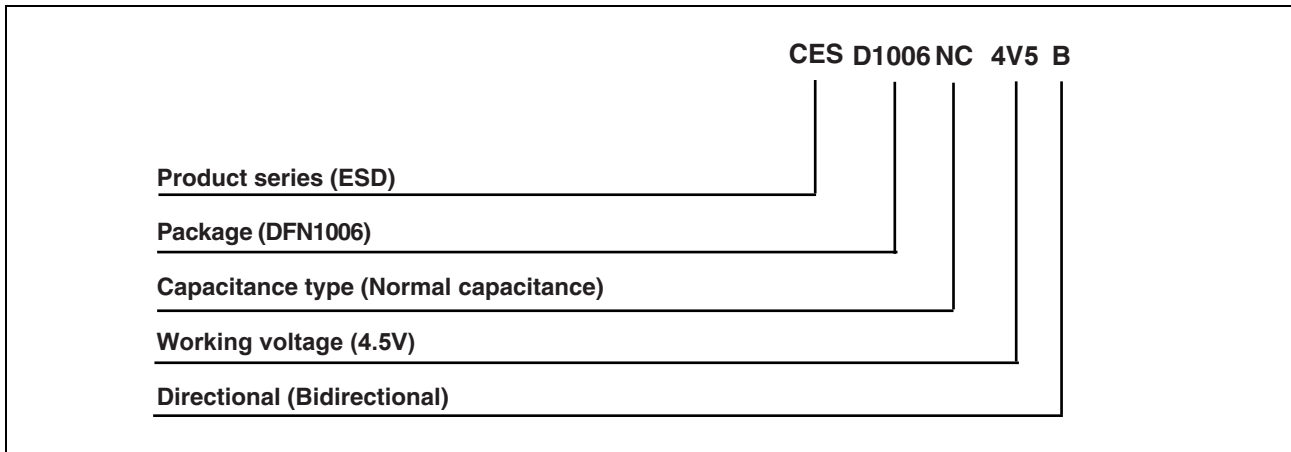 CES D1006 NC 4V5 B
Product series (ESD)
Package (DFN1006)
Capacitance type (Normal capacitance)
Working voltage (4.5V)
Directional (Bidirectional)